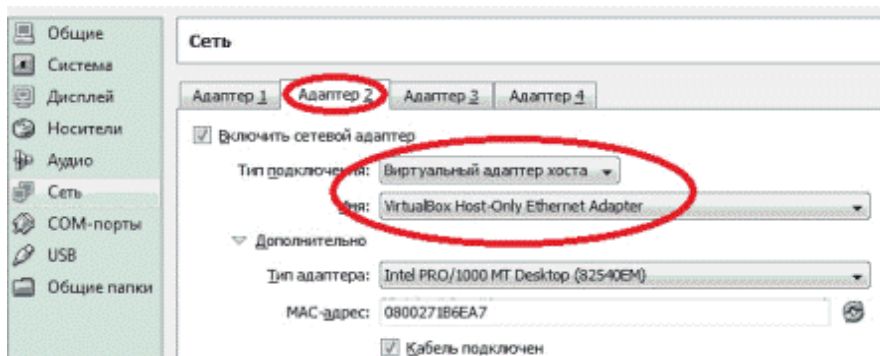 Общие
Система
Дисплей
Носители
Аудио
Сеть
COM-порты
USB
Общие папки
Сеть
Адаптер 1 Адаптер 2 Адаптер 3 Адаптер 4
Включить сетевой адаптер
Тип подключения: Виртуальный адаптер хоста
Имя: VirtualBox Host-Only Ethernet Adapter
Дополнительно
Тип адаптера: Intel PRO/1000 MT Desktop (82540EM)
MAC-адрес: 0800271B6EA7
Кабель подключен